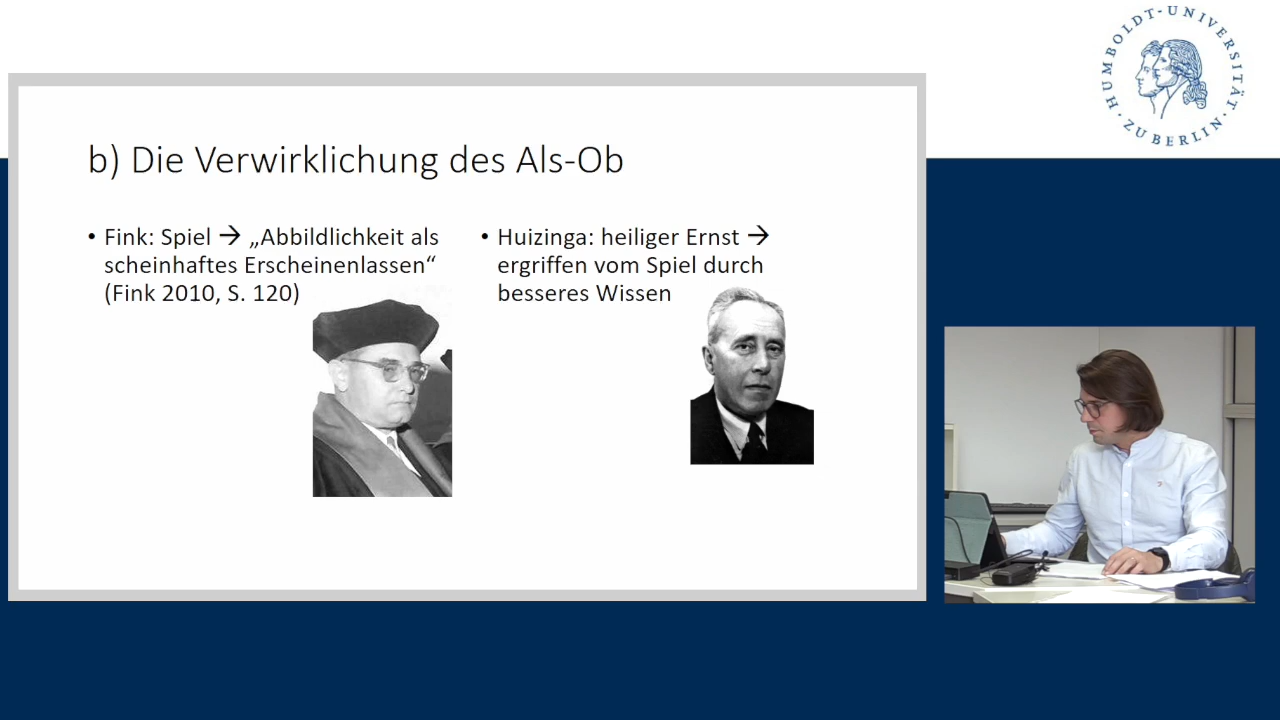 HUMBOLDT-UNIVERSITÄT
ZU BERLIN
b) Die Verwirklichung des Als-Ob
• Fink: Spiel → „Abbildlichkeit als
scheinhaftes Erscheinenlassen“
(Fink 2010, S. 120)
• Huizinga: heiliger Ernst →
ergriffen vom Spiel durch
besseres Wissen